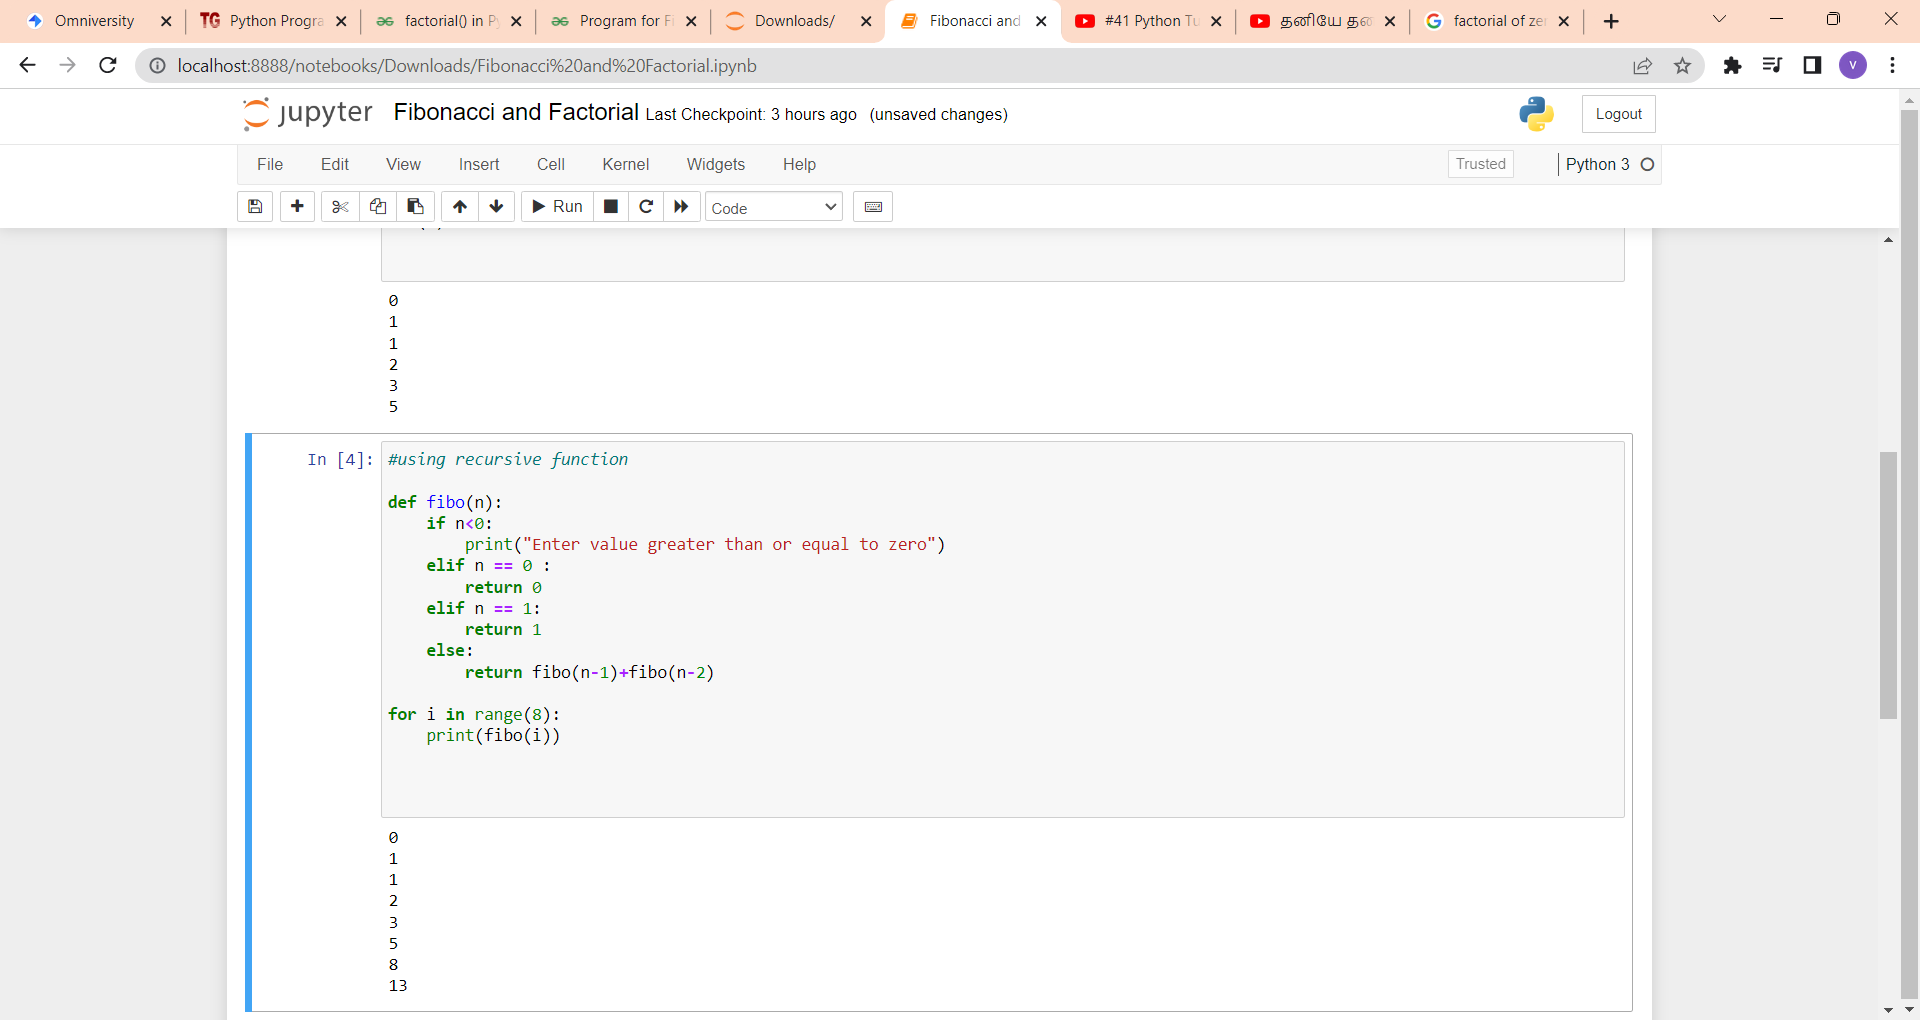 Omniversity
TG Python Progra
factorial() in Py
Program for Fi
Downloads/
Fibonacci and
#41 Python Tu
தனியே தன
factorial of ze
localhost:8888/notebooks/Downloads/Fibonacci%20and%20Factorial.ipynb
V
jupyter Fibonacci and Factorial Last Checkpoint: 3 hours ago (unsaved changes)
Logout
File Edit View Insert Cell Kernel Widgets Help
Trusted
Python 3
Run
Code
0
1
1
2
3
5
In [4]: #using recursive function
def fibo(n):
if n<0:
print("Enter value greater than or equal to zero")
elif n == 0 :
return 0
elif n == 1:
return 1
else:
return fibo(n-1)+fibo(n-2)
for i in range(8):
print(fibo(i))
0
1
1
2
3
5
8
13